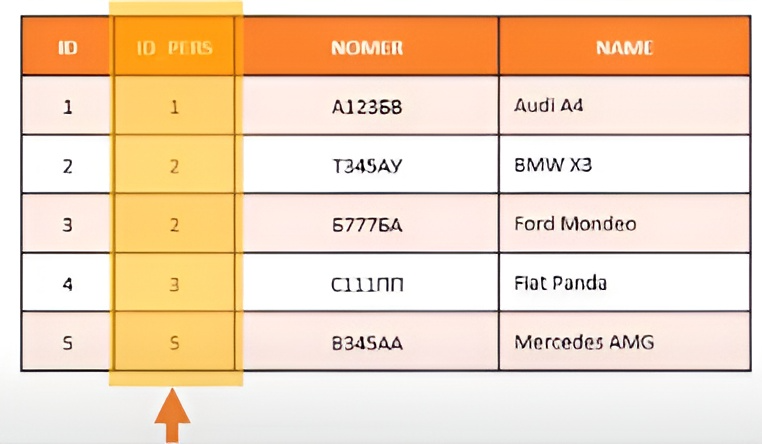 ID ID_PERS NOMER NAME
1 1 А123БВ Audi A4
2 2 Т345АУ BMW X3
3 2 Б777БА Ford Mondeo
4 3 С111ПП Fiat Panda
5 5 В345АА Mercedes AMG